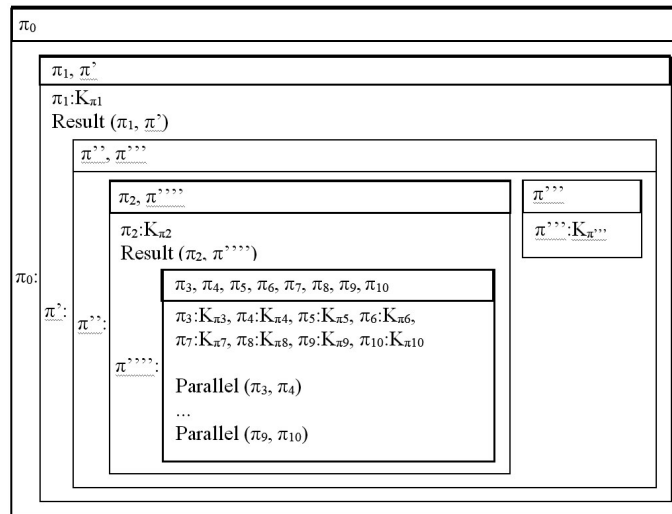 π₀
π₁, π’
π₁:Kπ₁
Result (π₁, π’)
π’’, π’’’
π₂, π’’’’
π’’’
π₂:Kπ₂
π’’’:Kπ’’’
Result (π₂, π’’’’)
π₀:
π₃, π₄, π₅, π₆, π₇, π₈, π₉, π₁₀
π’:
π’’:
π₃:Kπ₃, π₄:Kπ₄, π₅:Kπ₅, π₆:Kπ₆,
π₇:Kπ₇, π₈:Kπ₈, π₉:Kπ₉, π₁₀:Kπ₁₀
π’’’’:
Parallel (π₃, π₄)
...
Parallel (π₉, π₁₀)